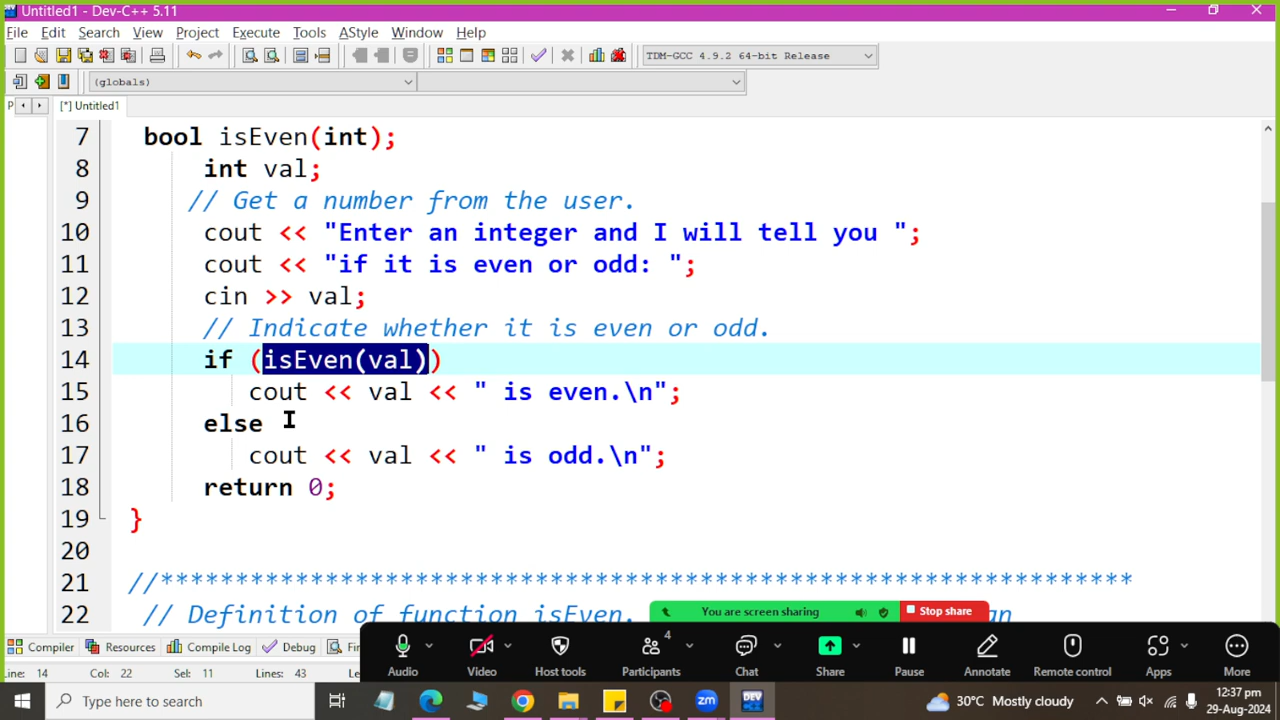 Untitled1 - Dev-C++ 5.11
File Edit Search View Project Execute Tools AStyle Window Help
TDM-GCC 4.9.2 64-bit Release
(globals)
P [*] Untitled1
7 bool isEven(int);
8 int val;
9 // Get a number from the user.
10 cout << "Enter an integer and I will tell you ";
11 cout << "if it is even or odd: ";
12 cin >> val;
13 // Indicate whether it is even or odd.
14 if (isEven(val))
15 cout << val << " is even.\n";
16 else
17 cout << val << " is odd.\n";
18 return 0;
19 }
20
21 //*****************************************************************
22 // Definition of function isEven.
You are screen sharing Stop share
Compiler Resources Compile Log Debug
4
Audio Video Host tools Participants Chat Share Pause Annotate Remote control Apps More
Line: 14 Col: 22 Sel: 11 Lines: 43
DEV
Type here to search zm DEV 30°C Mostly cloudy 12:37 pm
29-Aug-2024